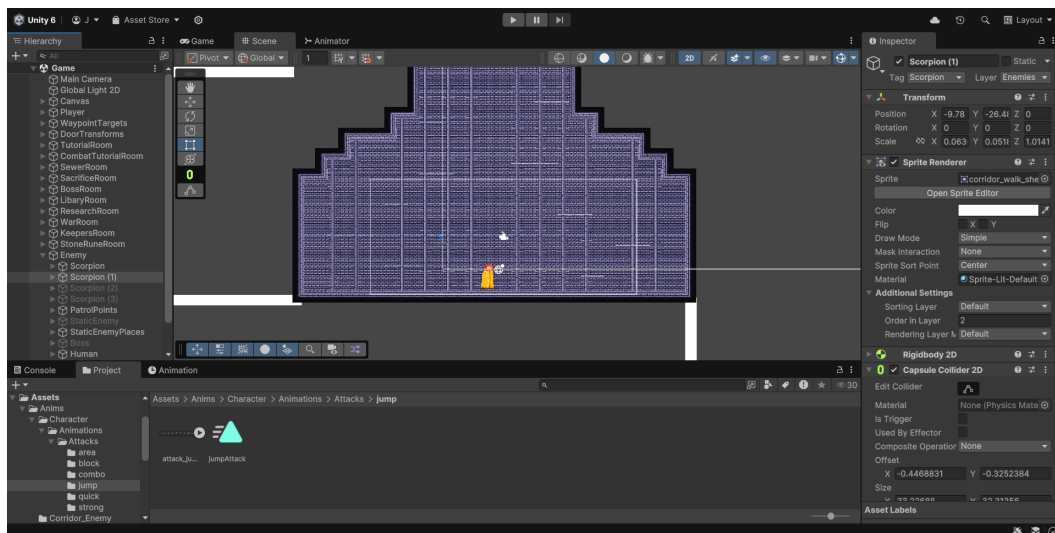 Unity 6 J Asset Store Layout
Hierarchy
All
Game
Main Camera
Global Light 2D
Canvas
Player
WaypointTargets
DoorTransforms
TutorialRoom
CombatTutorialRoom
SewerRoom
SacrificeRoom
BossRoom
LibaryRoom
ResearchRoom
WarRoom
KeepersRoom
StoneRuneRoom
Enemy
Scorpion
Scorpion (1)
Scorpion (2)
Scorpion (3)
PatrolPoints
StaticEnemy
StaticEnemyPlaces
Boss
Human
Game Scene Animator
Pivot Global 1 2D
Inspector
Scorpion (1) Static
Tag Scorpion Layer Enemies
Transform
Position X -9.78 Y -26.48 Z 0
Rotation X 0 Y 0 Z 0
Scale X 0.063 Y 0.0518 Z 1.0141
Sprite Renderer
Sprite corridor_walk_she
Open Sprite Editor
Color
Flip X Y
Draw Mode Simple
Mask Interaction None
Sprite Sort Point Center
Material Sprite-Lit-Default
Additional Settings
Sorting Layer Default
Order in Layer 2
Rendering Layer M Default
Rigidbody 2D
Capsule Collider 2D
Edit Collider
Material None (Physics Mate
Is Trigger
Used By Effector
Composite Operation None
Offset
X -0.4468831 Y -0.3252384
Size
Asset Labels
Console Project Animation
30
Assets
Anims
Character
Animations
Attacks
area
block
combo
jump
quick
strong
Corridor_Enemy
Assets > Anims > Character > Animations > Attacks > jump
attack_ju... jumpAttack